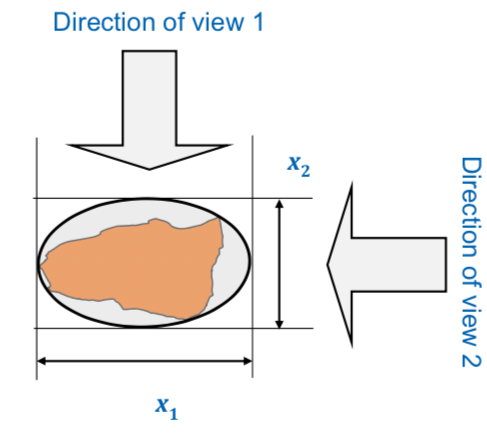 Direction of view 1
x₂
Direction of view 2
x₁